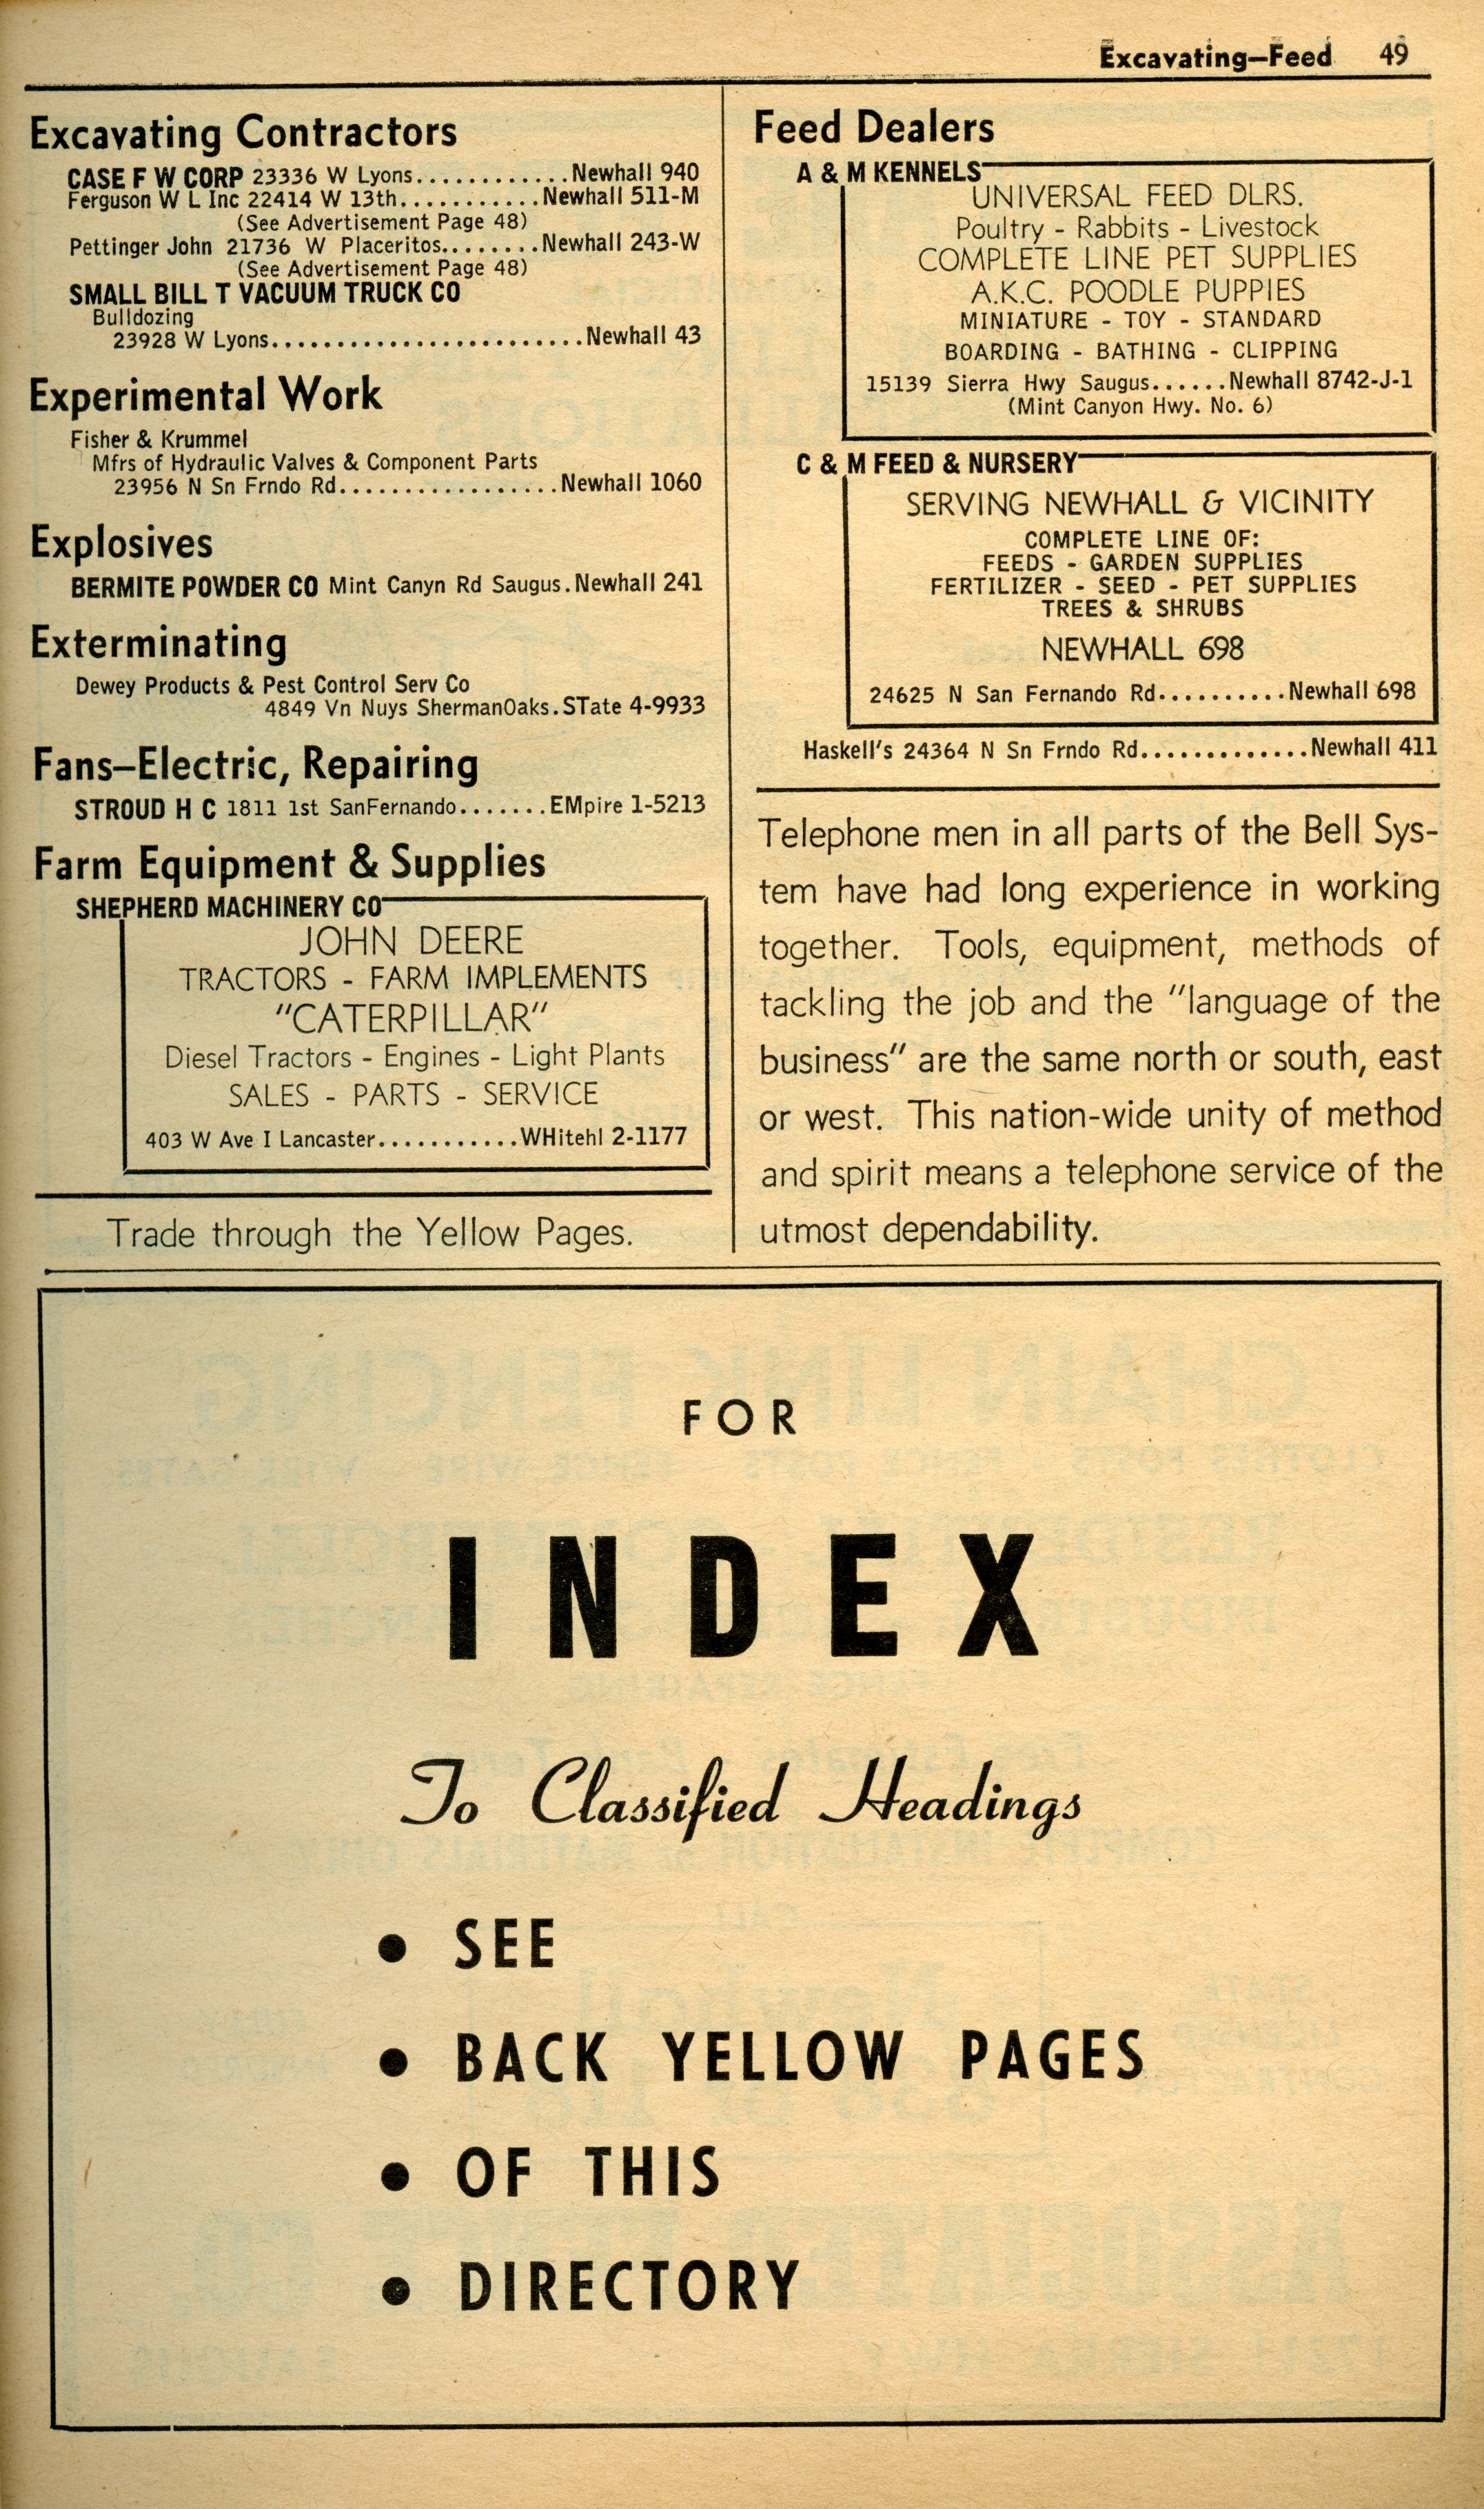 Excavating—Feed 49
Excavating Contractors
CASE F W CORP 23336 W Lyons............Newhall 940
Ferguson W L Inc 22414 W 13th...........Newhall 511-M
(See Advertisement Page 48)
Pettinger John 21736 W Placeritos........Newhall 243-W
(See Advertisement Page 48)
SMALL BILL T VACUUM TRUCK CO
Bulldozing
23928 W Lyons........................Newhall 43
Experimental Work
Fisher & Krummel
Mfrs of Hydraulic Valves & Component Parts
23956 N Sn Frndo Rd.................Newhall 1060
Explosives
BERMITE POWDER CO Mint Canyn Rd Saugus.Newhall 241
Exterminating
Dewey Products & Pest Control Serv Co
4849 Vn Nuys ShermanOaks.STate 4-9933
Fans—Electric, Repairing
STROUD H C 1811 1st SanFernando.......EMpire 1-5213
Farm Equipment & Supplies
SHEPHERD MACHINERY CO
JOHN DEERE
TRACTORS - FARM IMPLEMENTS
"CATERPILLAR"
Diesel Tractors - Engines - Light Plants
SALES - PARTS - SERVICE
403 W Ave I Lancaster...........WHitehl 2-1177
Trade through the Yellow Pages.
Feed Dealers
A & M KENNELS
UNIVERSAL FEED DLRS.
Poultry - Rabbits - Livestock
COMPLETE LINE PET SUPPLIES
A.K.C. POODLE PUPPIES
MINIATURE - TOY - STANDARD
BOARDING - BATHING - CLIPPING
15139 Sierra Hwy Saugus......Newhall 8742-J-1
(Mint Canyon Hwy. No. 6)
C & M FEED & NURSERY
SERVING NEWHALL & VICINITY
COMPLETE LINE OF:
FEEDS - GARDEN SUPPLIES
FERTILIZER - SEED - PET SUPPLIES
TREES & SHRUBS
NEWHALL 698
24625 N San Fernando Rd..........Newhall 698
Haskell's 24364 N Sn Frndo Rd.............Newhall 411
Telephone men in all parts of the Bell Sys-
tem have had long experience in working
together. Tools, equipment, methods of
tackling the job and the "language of the
business" are the same north or south, east
or west. This nation-wide unity of method
and spirit means a telephone service of the
utmost dependability.
FOR
INDEX
To Classified Headings
• SEE
• BACK YELLOW PAGES
• OF THIS
• DIRECTORY